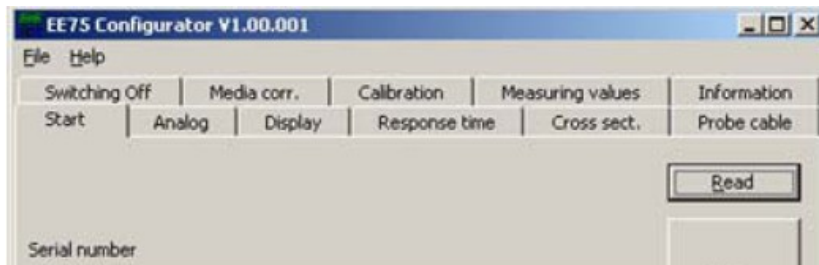 EE75 Configurator V1.00.001
File Help
Switching Off Media corr. Calibration Measuring values Information
Start Analog Display Response time Cross sect. Probe cable
Read
Serial number